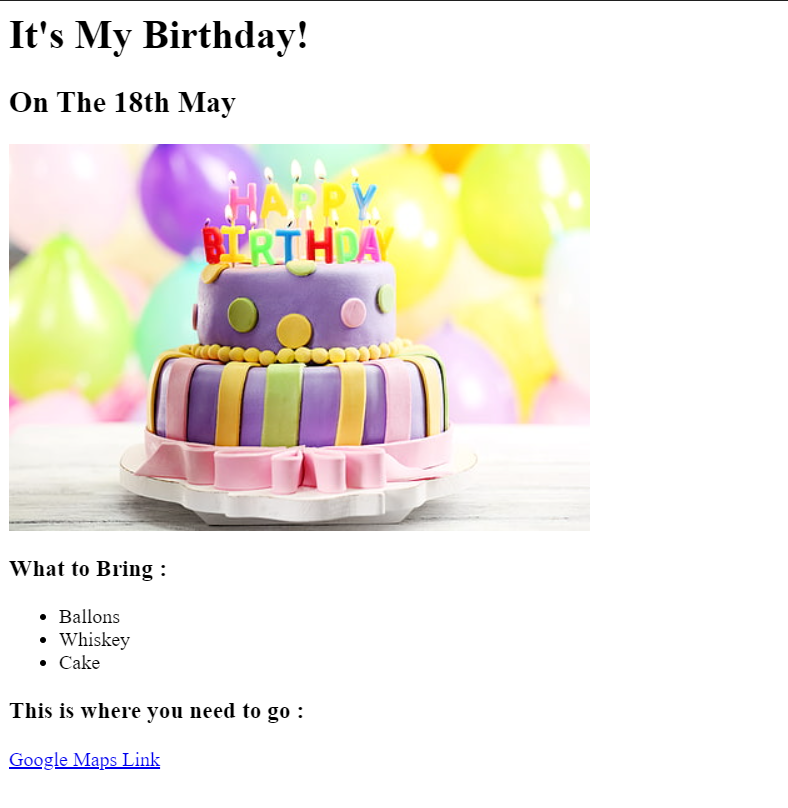 It's My Birthday!
On The 18th May
HAPPY
BIRTHDAY
What to Bring :
Ballons
Whiskey
Cake
This is where you need to go :
Google Maps Link